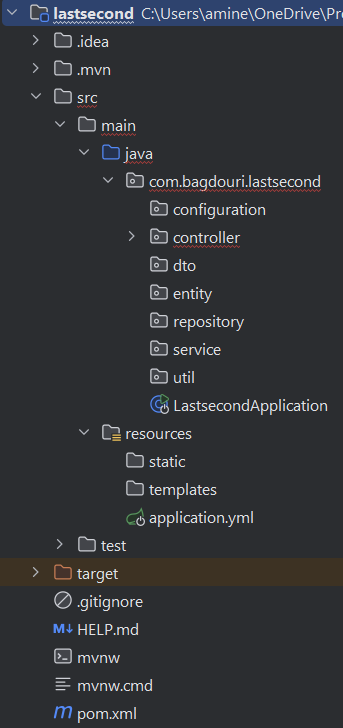 lastsecond C:\Users\amine\OneDrive\Pro
.idea
.mvn
src
main
java
com.bagdouri.lastsecond
configuration
controller
dto
entity
repository
service
util
LastsecondApplication
resources
static
templates
application.yml
test
target
.gitignore
M↓ HELP.md
mvnw
mvnw.cmd
m pom.xml